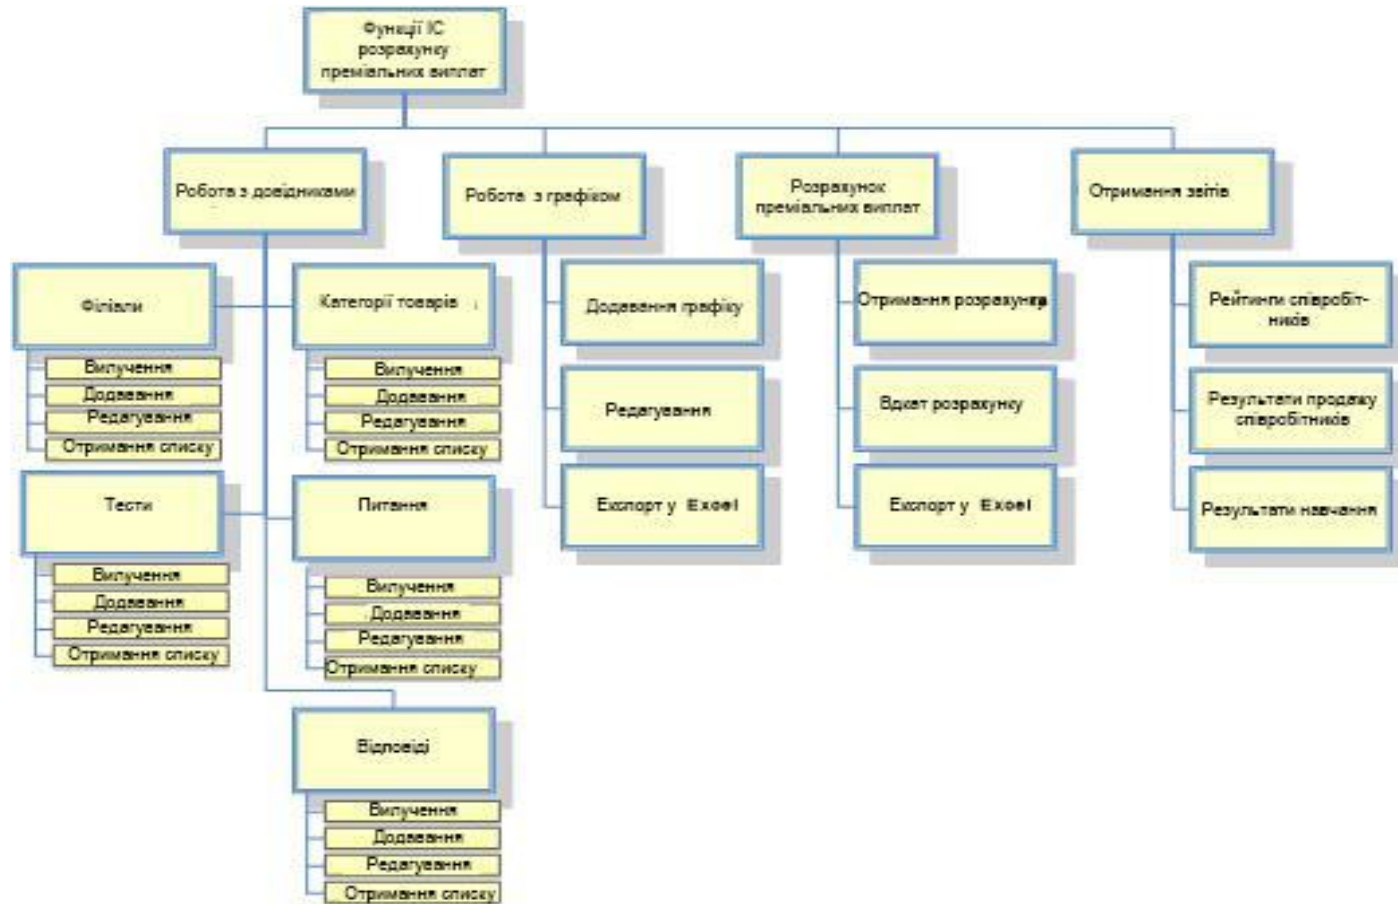 Функції ІС
розрахунку
преміальних виплат
Робота з довідниками
Робота з графіком
Розрахунок
преміальних виплат
Отримання звітів
Філіали
Вилучення
Додавання
Редагування
Отримання списку
Категорії товарів
Вилучення
Додавання
Редагування
Отримання списку
Тести
Вилучення
Додавання
Редагування
Отримання списку
Питання
Вилучення
Додавання
Редагування
Отримання списку
Відповіді
Вилучення
Додавання
Редагування
Отримання списку
Додавання графіку
Редагування
Експорт у Excel
Отримання розрахунка
Вдкат розрахунку
Експорт у Excel
Рейтинги співробіт-
ників
Результати продажу
співробітників
Результати навчання